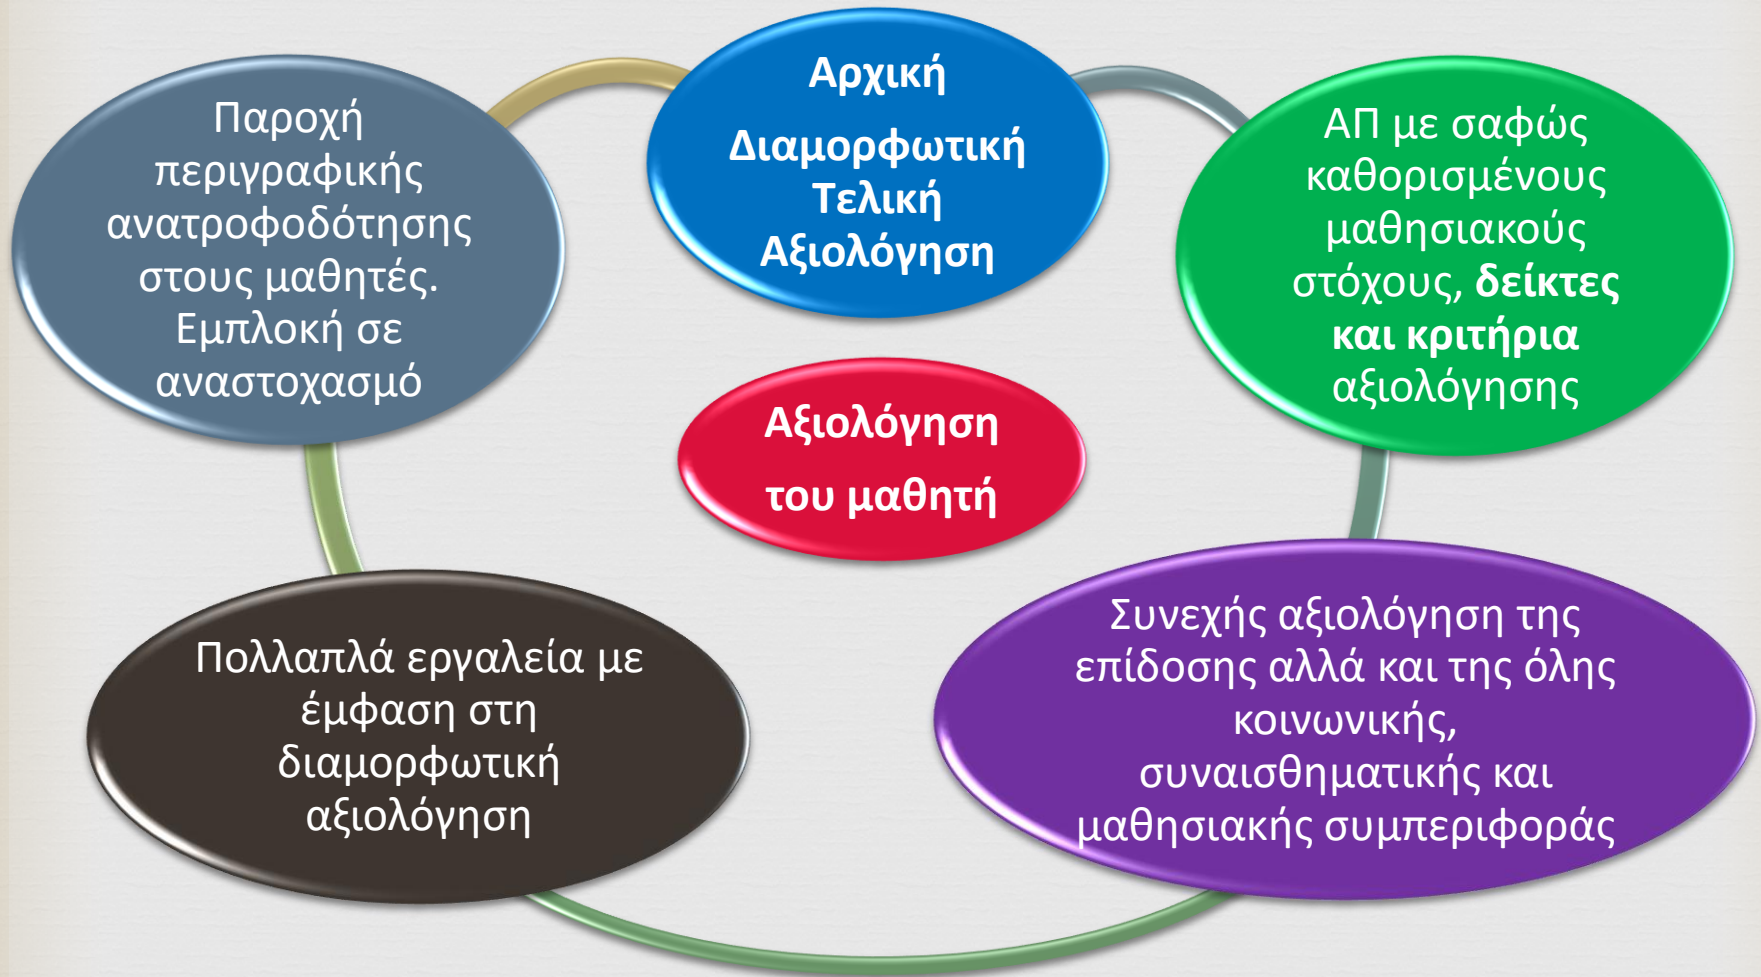 Αρχική
Διαμορφωτική
Τελική
Αξιολόγηση
ΑΠ με σαφώς
καθορισμένους
μαθησιακούς
στόχους, δείκτες
και κριτήρια
αξιολόγησης
Συνεχής αξιολόγηση της
επίδοσης αλλά και της όλης
κοινωνικής,
συναισθηματικής και
μαθησιακής συμπεριφοράς
Πολλαπλά εργαλεία με
έμφαση στη
διαμορφωτική
αξιολόγηση
Παροχή
περιγραφικής
ανατροφοδότησης
στους μαθητές.
Εμπλοκή σε
αναστοχασμό
Αξιολόγηση
του μαθητή